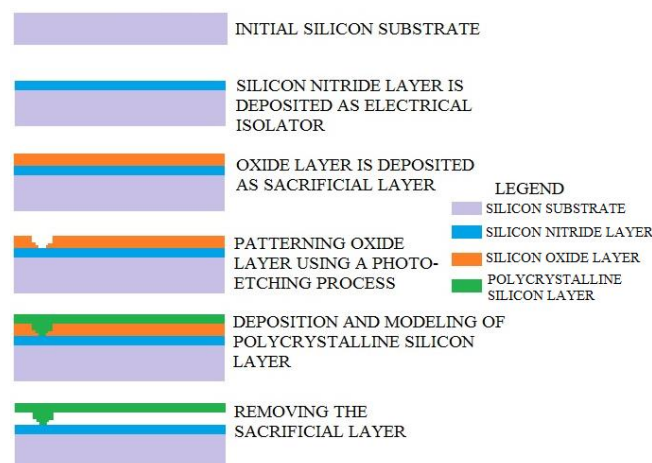 INITIAL SILICON SUBSTRATE
SILICON NITRIDE LAYER IS
DEPOSITED AS ELECTRICAL
ISOLATOR
OXIDE LAYER IS DEPOSITED
AS SACRIFICIAL LAYER
PATTERNING OXIDE
LAYER USING A PHOTO-
ETCHING PROCESS
DEPOSITION AND MODELING OF
POLYCRYSTALLINE SILICON
LAYER
REMOVING THE
SACRIFICIAL LAYER
LEGEND
SILICON SUBSTRATE
SILICON NITRIDE LAYER
SILICON OXIDE LAYER
POLYCRYSTALLINE
SILICON LAYER